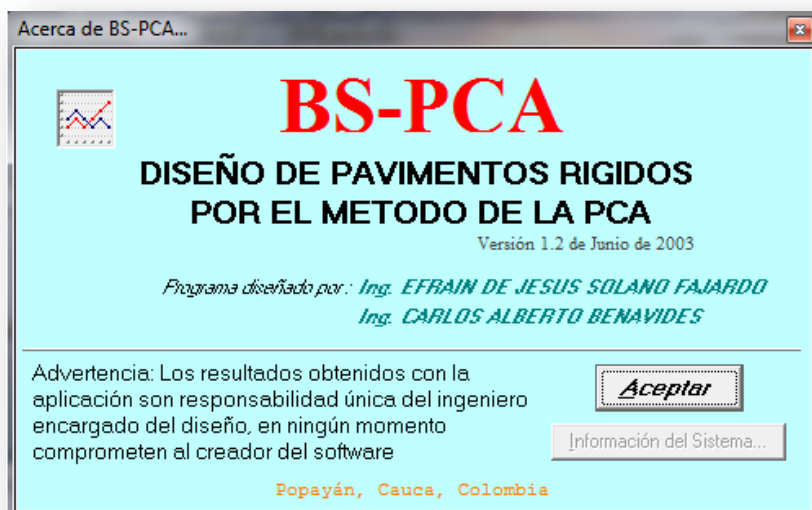 Acerca de BS-PCA...
BS-PCA
DISEÑO DE PAVIMENTOS RIGIDOS
POR EL METODO DE LA PCA
Versión 1.2 de Junio de 2003
Programa diseñado por: Ing. EFRAIN DE JESUS SOLANO FAJARDO
Ing. CARLOS ALBERTO BENAVIDES
Advertencia: Los resultados obtenidos con la
aplicación son responsabilidad única del ingeniero
encargado del diseño, en ningún momento
comprometen al creador del software
Aceptar
Información del Sistema...
Popayán, Cauca, Colombia